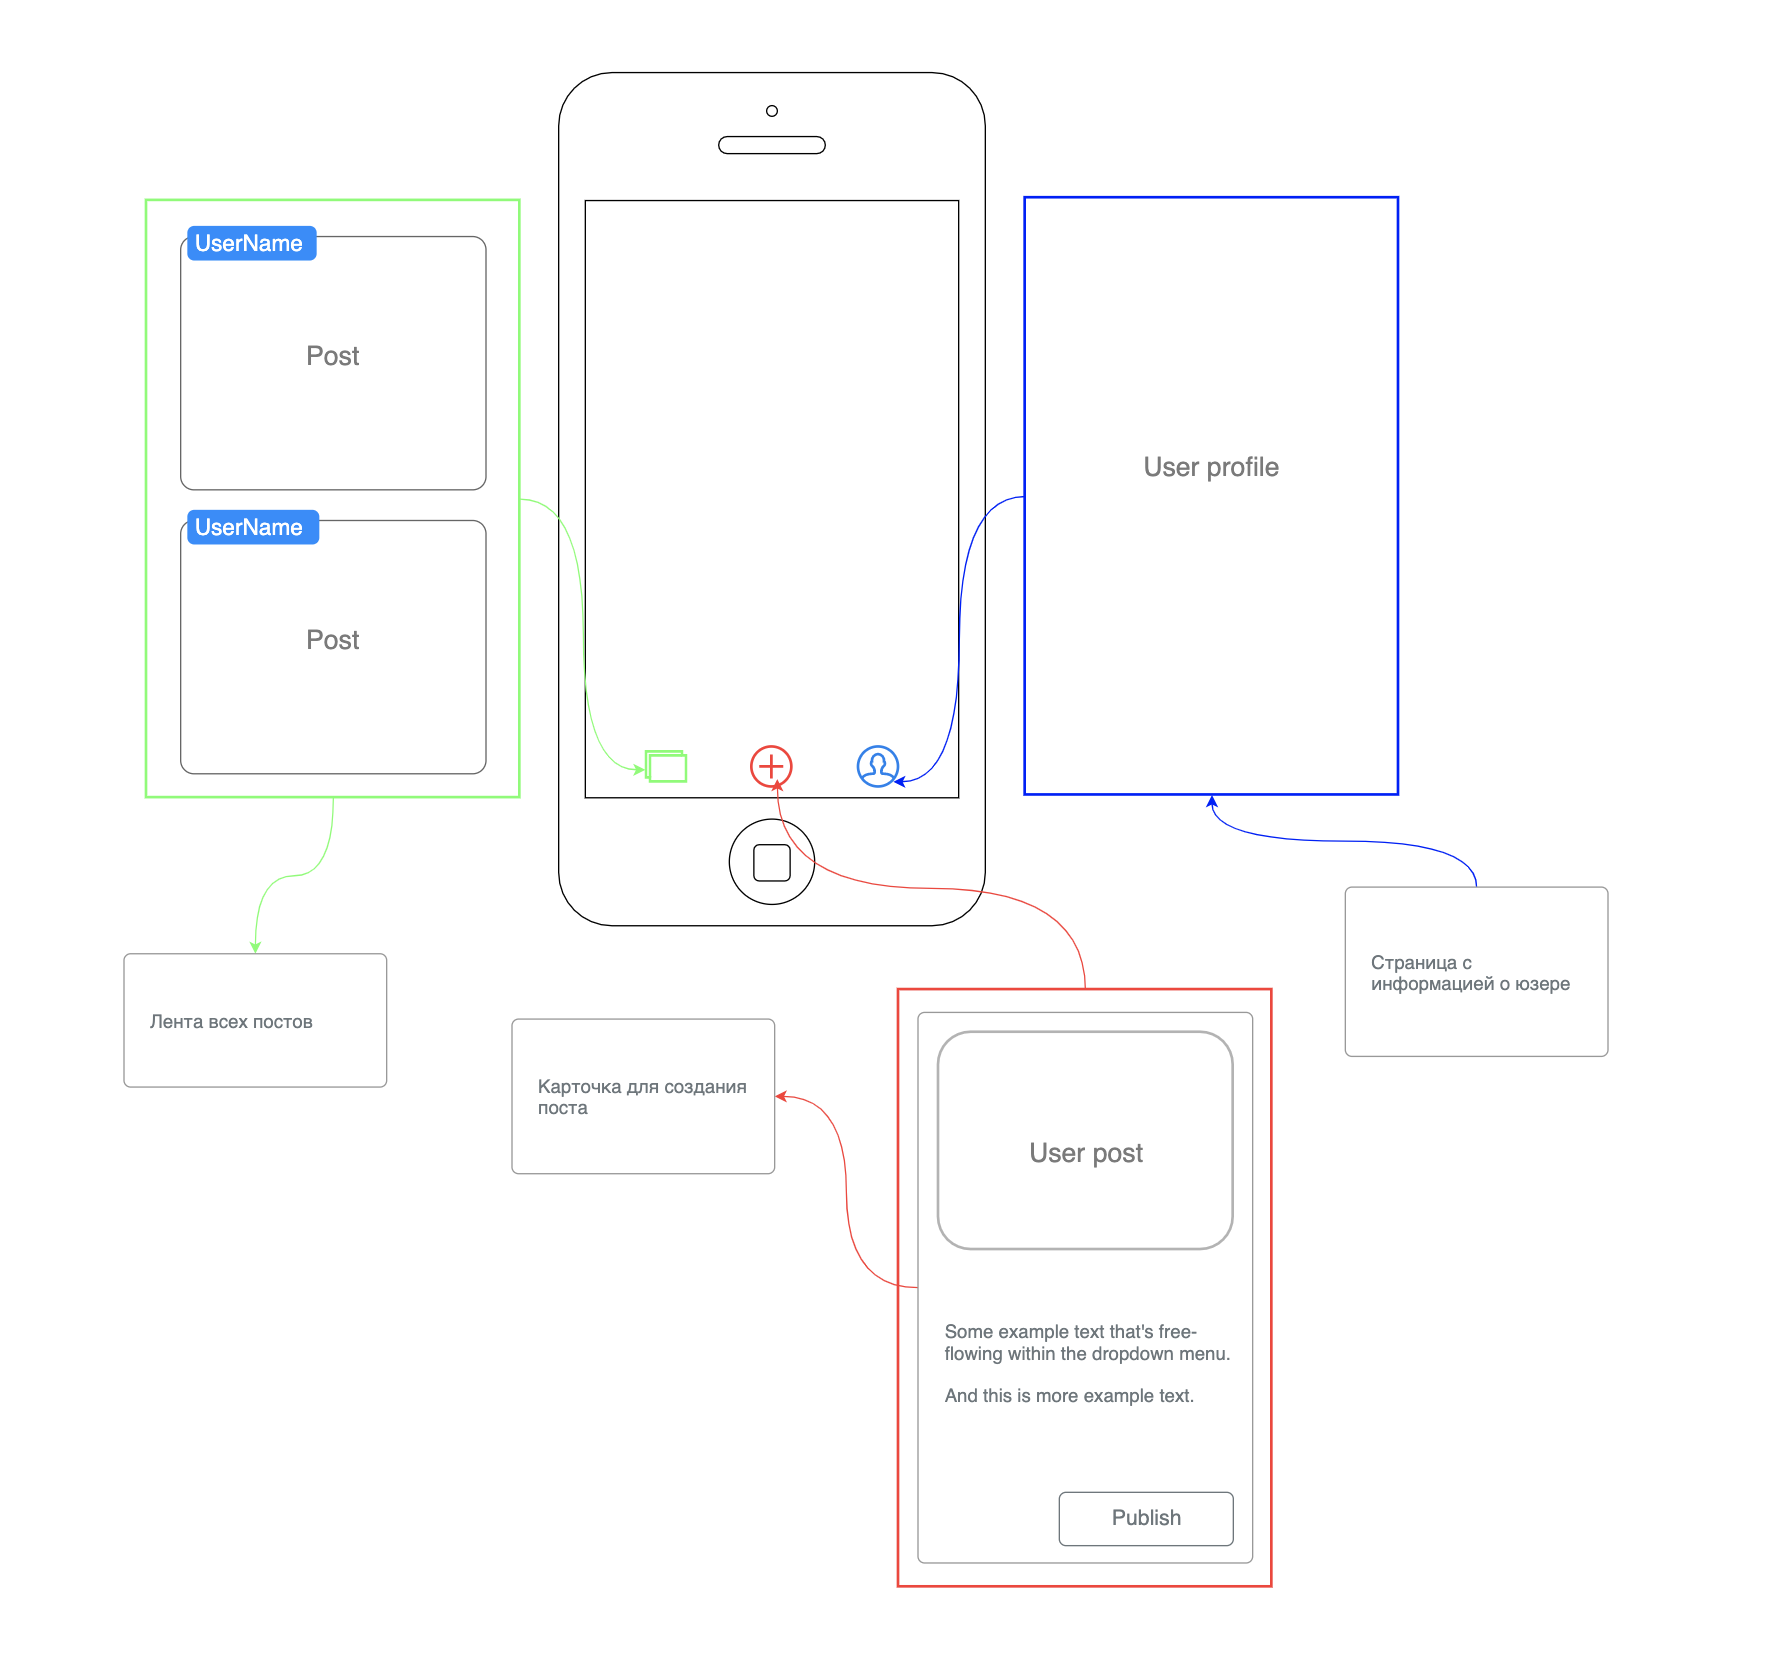 UserName
Post
UserName
Post
User profile
Лента всех постов
Карточка для создания
поста
Страница с
информацией о юзере
User post
Some example text that's free-
flowing within the dropdown menu.
And this is more example text.
Publish